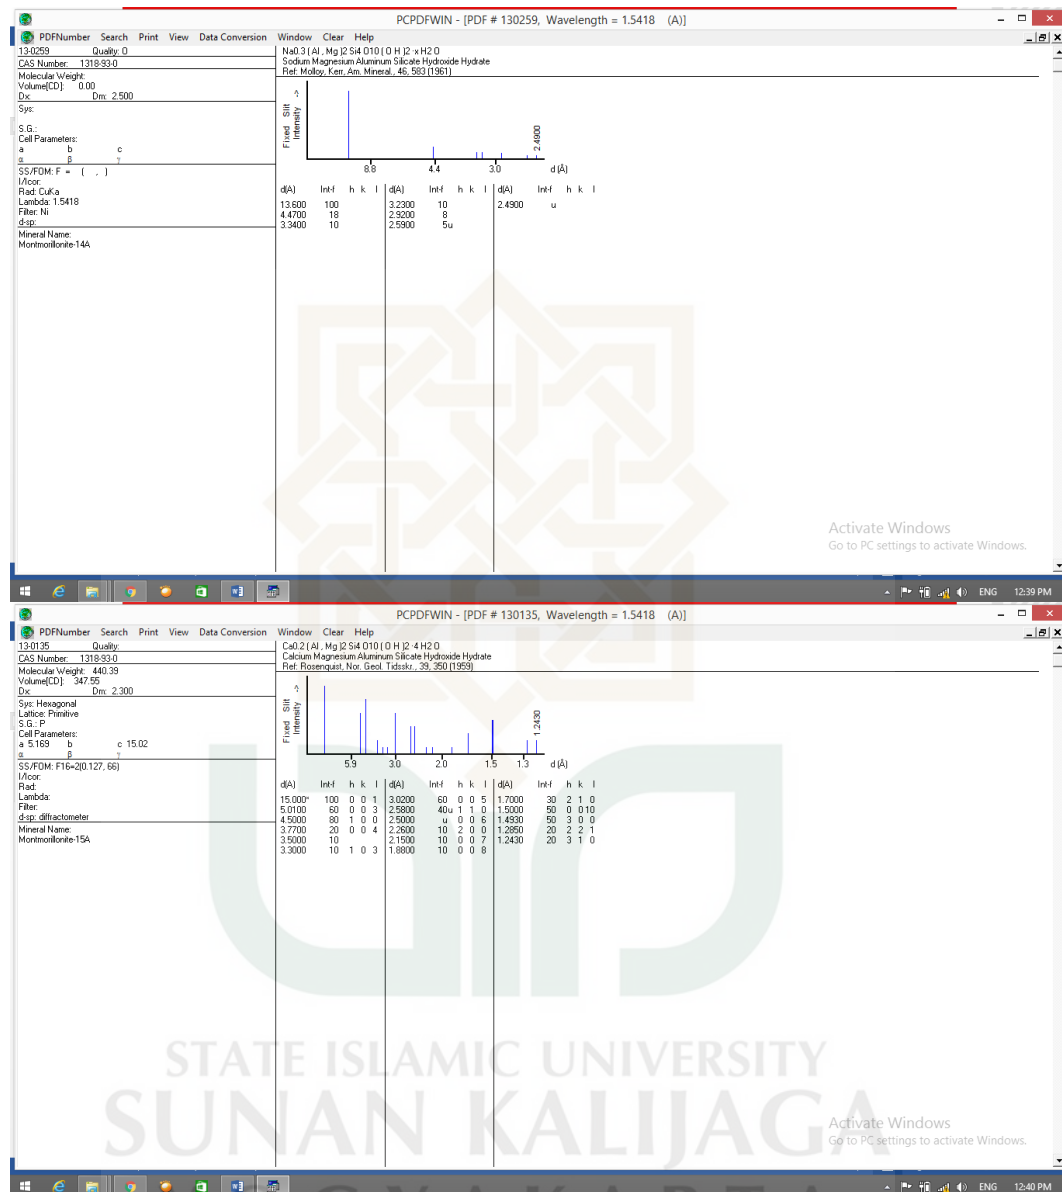 PCPDFWIN - [PDF # 130259, Wavelength = 1.5418 (A)]
PDFNumber Search Print View Data Conversion Window Clear Help
13-0259 Quality: O
CAS Number: 1318-93-0
Molecular Weight:
Volume[CD]: 0.00
Dx: Dm: 2.500
Sys:
S.G.:
Cell Parameters:
a b c
α β γ
SS/FOM: F = ( , )
I/Icor:
Rad: CuKa
Lambda: 1.5418
Filter: Ni
d-sp:
Mineral Name:
Montmorillonite-14A
Na0.3 ( Al , Mg )2 Si4 O10 ( O H )2 ·x H2 O
Sodium Magnesium Aluminum Silicate Hydroxide Hydrate
Ref: Molloy, Kerr, Am. Mineral., 46, 583 (1961)
Fixed Slit
Intensity ->
2.4900
8.8 4.4 3.0 d (Å)
d(A) Int-f h k l d(A) Int-f h k l d(A) Int-f h k l
13.600 100 3.2300 10 2.4900 u
4.4700 18 2.9200 8
3.3400 10 2.5900 5u
Activate Windows
Go to PC settings to activate Windows.
ENG 12:39 PM
PCPDFWIN - [PDF # 130135, Wavelength = 1.5418 (A)]
PDFNumber Search Print View Data Conversion Window Clear Help
13-0135 Quality:
CAS Number: 1318-93-0
Molecular Weight: 440.39
Volume[CD]: 347.55
Dx: Dm: 2.300
Sys: Hexagonal
Lattice: Primitive
S.G.: P
Cell Parameters:
a 5.169 b c 15.02
α β γ
SS/FOM: F16=2(0.127, 66)
I/Icor:
Rad:
Lambda:
Filter:
d-sp: diffractometer
Mineral Name:
Montmorillonite-15A
Ca0.2 ( Al , Mg )2 Si4 O10 ( O H )2 ·4 H2 O
Calcium Magnesium Aluminum Silicate Hydroxide Hydrate
Ref: Rosenquist, Nor. Geol. Tidsskr., 39, 350 (1959)
Fixed Slit
Intensity ->
1.2430
5.9 3.0 2.0 1.5 1.3 d (Å)
d(A) Int-f h k l d(A) Int-f h k l d(A) Int-f h k l
15.000* 100 0 0 1 3.0200 60 0 0 5 1.7000 30 2 1 0
5.0100 60 0 0 3 2.5800 40u 1 1 0 1.5000 50 0 0 10
4.5000 80 1 0 0 2.5000 u 0 0 6 1.4930 50 3 0 0
3.7700 20 0 0 4 2.2600 10 2 0 0 1.2850 20 2 2 1
3.5000 10 2.1500 10 0 0 7 1.2430 20 3 1 0
3.3000 10 1 0 3 1.8800 10 0 0 8
STATE ISLAMIC UNIVERSITY
SUNAN KALIJAGA
Activate Windows
Go to PC settings to activate Windows.
ENG 12:40 PM